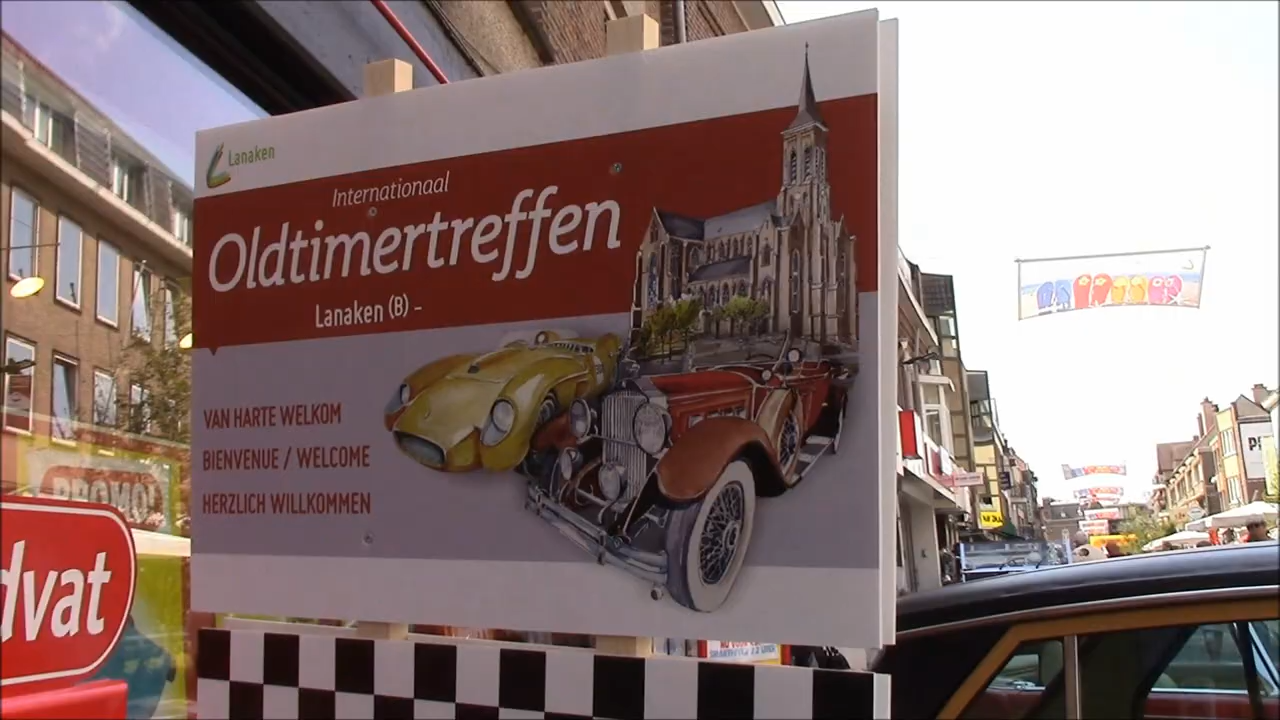 Lanaken
Internationaal
Oldtimertreffen
Lanaken (B) -
VAN HARTE WELKOM
BIENVENUE / WELCOME
HERZLICH WILLKOMMEN
PROMO!
dvat